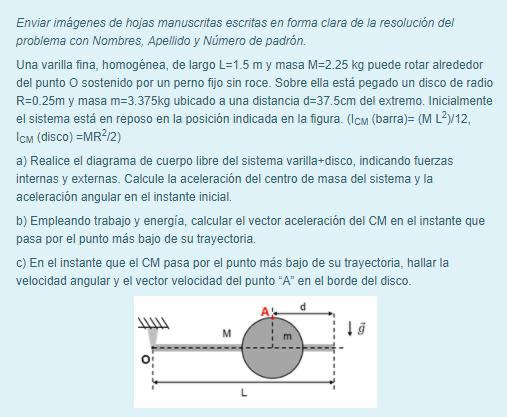 Enviar imágenes de hojas manuscritas escritas en forma clara de la resolución del
problema con Nombres, Apellido y Número de padrón.
Una varilla fina, homogénea, de largo L=1.5 m y masa M=2.25 kg puede rotar alrededor
del punto O sostenido por un perno fijo sin roce. Sobre ella está pegado un disco de radio
R=0.25m y masa m=3.375kg ubicado a una distancia d=37.5cm del extremo. Inicialmente
el sistema está en reposo en la posición indicada en la figura. (I_CM (barra)= (M L²)/12,
I_CM (disco) =MR²/2)
a) Realice el diagrama de cuerpo libre del sistema varilla+disco, indicando fuerzas
internas y externas. Calcule la aceleración del centro de masa del sistema y la
aceleración angular en el instante inicial.
b) Empleando trabajo y energía, calcular el vector aceleración del CM en el instante que
pasa por el punto más bajo de su trayectoria.
c) En el instante que el CM pasa por el punto más bajo de su trayectoria, hallar la
velocidad angular y el vector velocidad del punto "A" en el borde del disco.
A d
M m g⃗
O
L